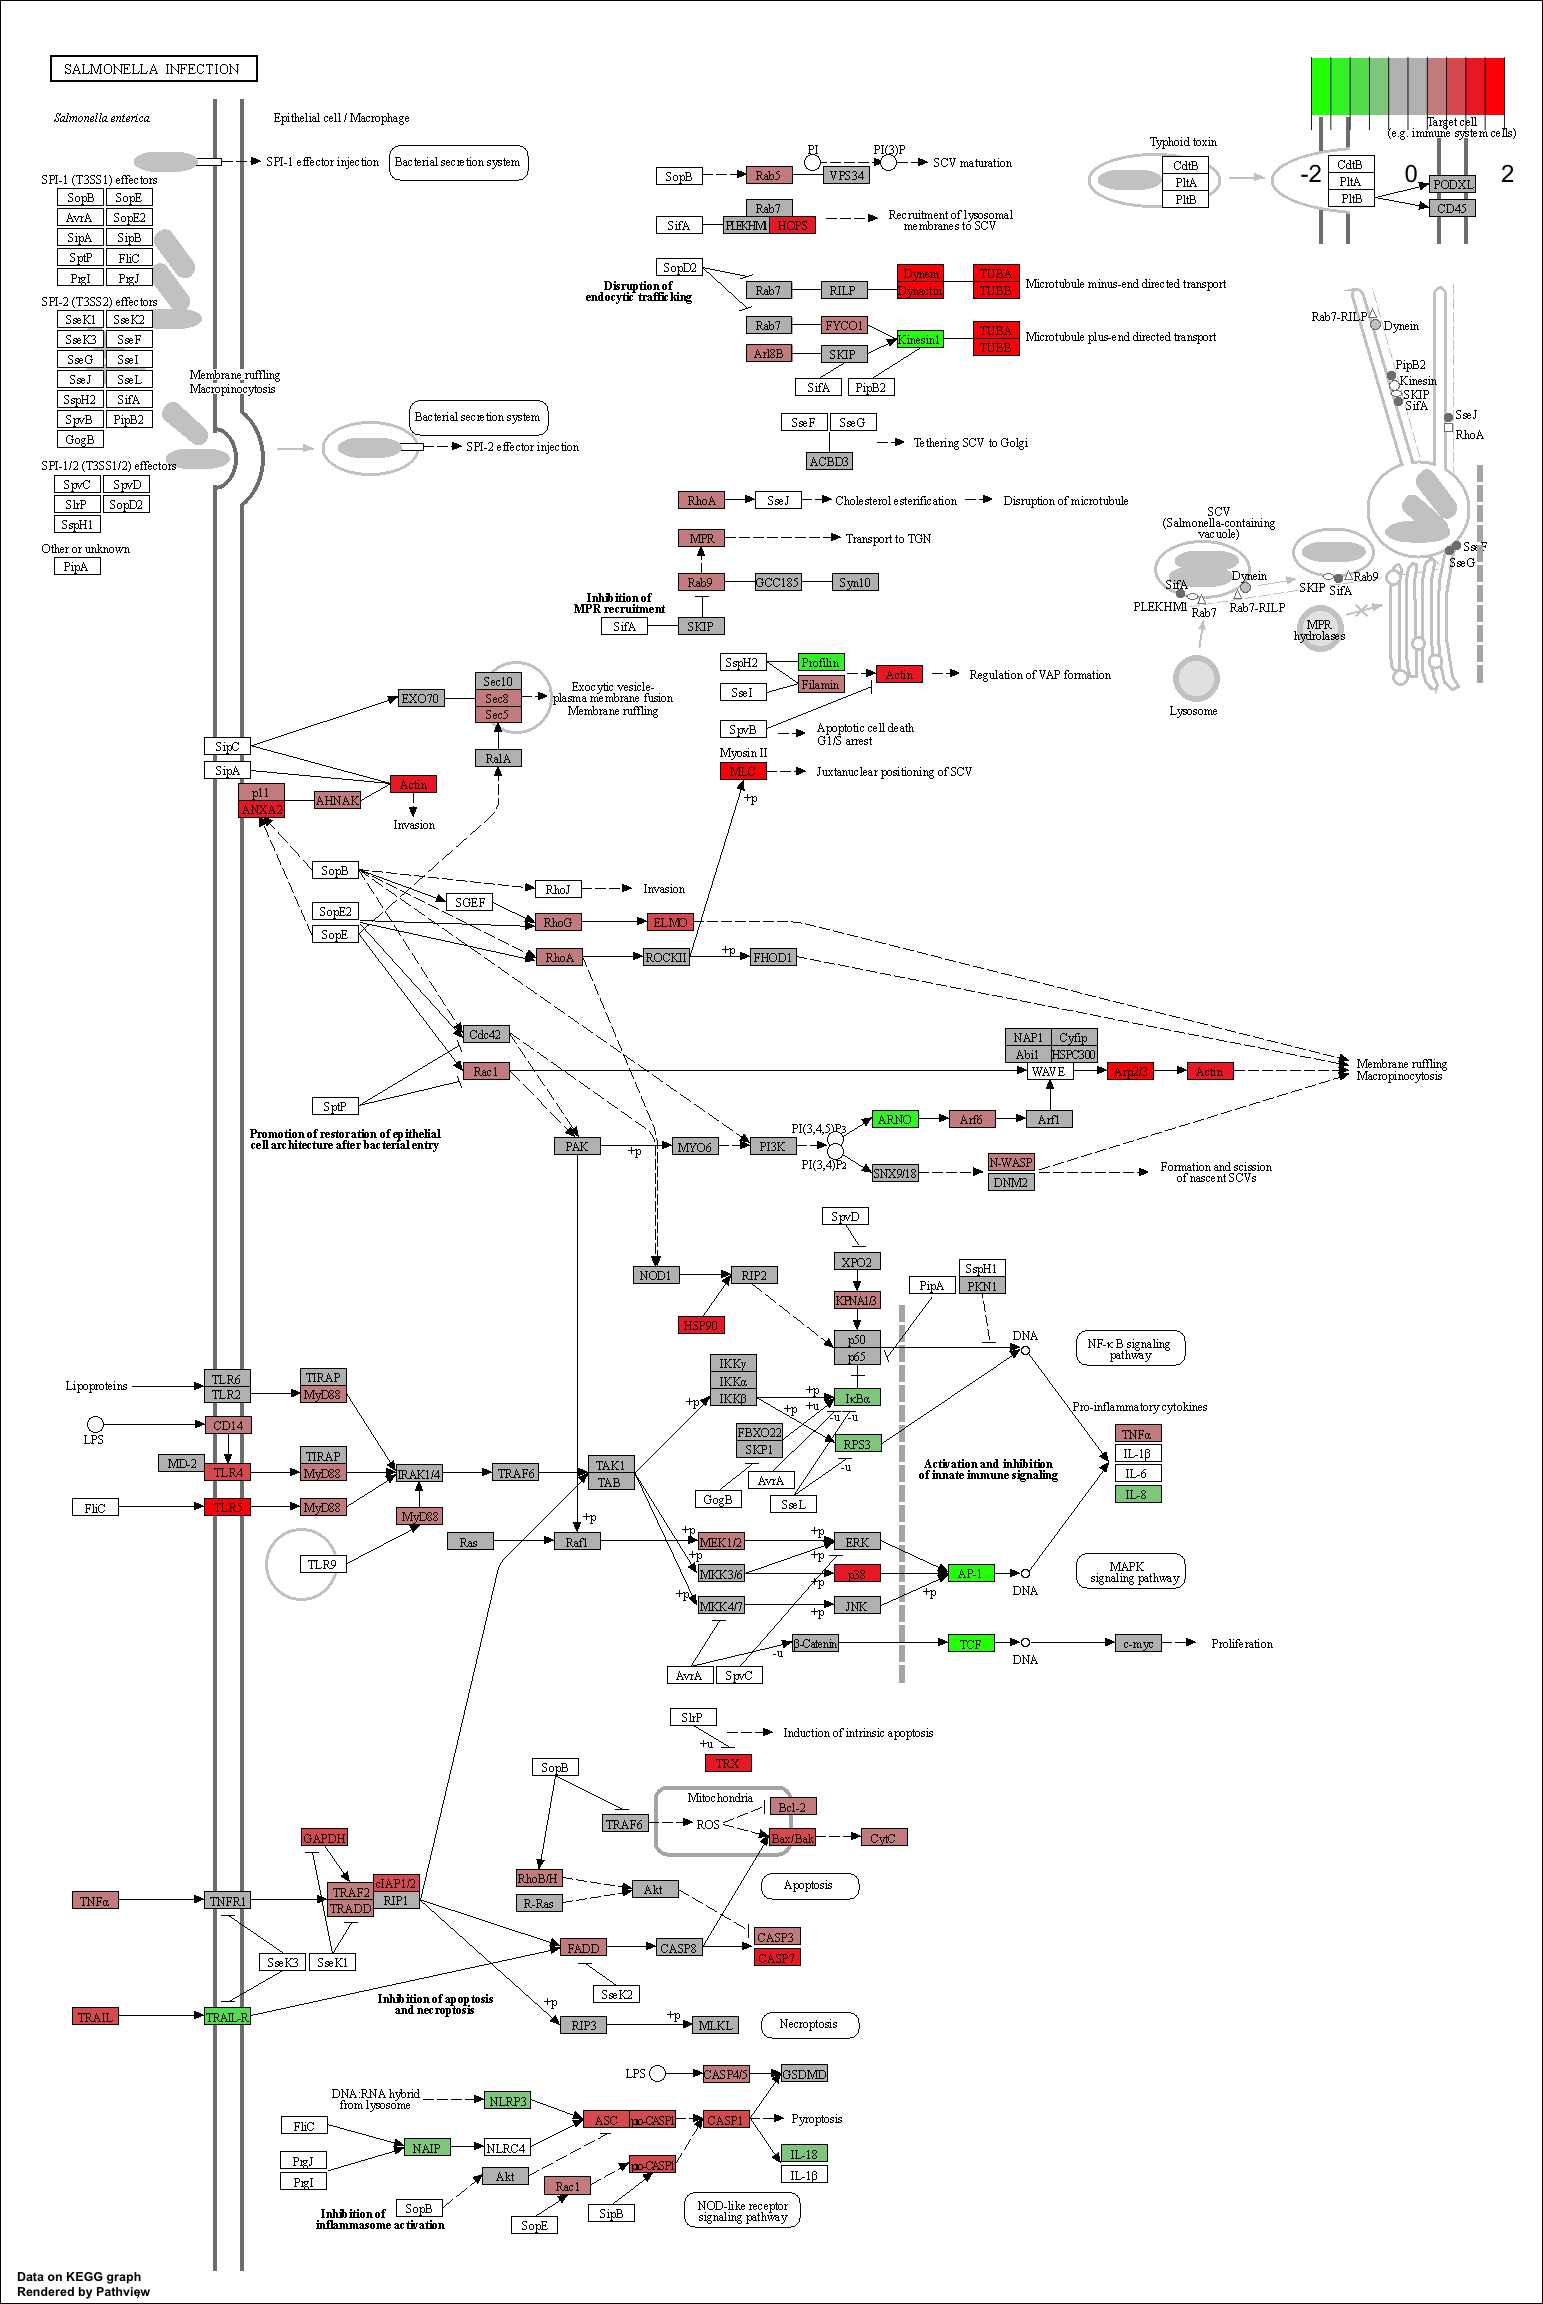 SALMONELLA INFECTION
Salmonella enterica
Epithelial cell / Macrophage
SPI-1 effector injection
Bacterial secretion system
SPI-1 (T3SS1) effectors
SopB SopE
AvrA SopE2
SipA SipB
SptP FliC
PrgI PrgJ
SPI-2 (T3SS2) effectors
SseK1 SseK2
SseK3 SseF
SseG SseI
SseJ SseL
SspH2 SifA
SpvB PipB2
GogB
SPI-1/2 (T3SS1/2) effectors
SpvC SpvD
SlrP SopD2
SspH1
Other or unknown
PipA
Membrane ruffling
Macropinocytosis
Bacterial secretion system
SPI-2 effector injection
PI PI(3)P
SopB Rab5 VPS34 SCV maturation
Rab7
SifA PLEKHM1 HOPS
Recruitment of lysosomal
membranes to SCV
SopD2
Disruption of
endocytic trafficking
Rab7 RILP
Dynein
Dynactin
TUBA
TUBB
Microtubule minus-end directed transport
Rab7 FYCO1
Arl8B SKIP
Kinesin1
TUBA
TUBB
Microtubule plus-end directed transport
SifA PipB2
SseF SseG
ACBD3
Tethering SCV to Golgi
RhoA SseJ Cholesterol esterification Disruption of microtubule
MPR Transport to TGN
Rab9 GCC185 Syn10
Inhibition of
MPR recruitment
SifA SKIP
Typhoid toxin
CdtB
PltA
PltB
CdtB
PltA
PltB
-2 0 2
Target cell
(e.g. immune system cells)
PODXL
CD45
Rab7-RILP
Dynein
PipB2
Kinesin
SKIP
SifA
SseJ
RhoA
SCV
(Salmonella-containing
vacuole)
SseF
SseG
SifA
Dynein
PLEKHM1
Rab7
Rab7-RILP
SKIP
SifA
Rab9
MPR
hydrolases
Lysosome
SspH2 Profilin
SseI Filamin
Actin
Regulation of VAP formation
SpvB
Apoptotic cell death
G1/S arrest
Myosin II
MLC
Juxtanuclear positioning of SCV
+p
EXO70
Sec10
Sec8
Sec5
Exocytic vesicle-
plasma membrane fusion
Membrane ruffling
RalA
SipC
SipA
p11
ANXA2
AHNAK
Actin
Invasion
SopB
SopE2
SopE
SGEF
RhoJ Invasion
RhoG ELMO
RhoA ROCKII +p FHOD1
Cdc42
Rac1
SptP
Promotion of restoration of epithelial
cell architecture after bacterial entry
NAP1 Cyfip
Abi1 HSPC300
WAVE Arp2/3 Actin
Membrane ruffling
Macropinocytosis
ARNO Arf6 Arf1
PI(3,4,5)P3
PI(3,4)P2
PAK +p MYO6 PI3K
SNX9/18
N-WASP
DNM2
Formation and scission
of nascent SCVs
SpvD
XPO2
KPNA1/3
p50
p65
NOD1 RIP2
HSP90
PipA
SspH1
PKN1
DNA
NF-κB signaling
pathway
Lipoproteins
TLR6
TLR2
TIRAP
MyD88
LPS
CD14
MD-2
TLR4
TIRAP
MyD88
FliC TLR5 MyD88
TLR9
MyD88
IRAK1/4 TRAF6
TAK1
TAB
IKKγ
IKKα
IKKβ
+p
+p
+u
+p
-u
-u
IκBα
RPS3
-u
FBXO22
SKP1
AvrA
GogB SseL
Activation and inhibition
of innate immune signaling
Pro-inflammatory cytokines
TNFα
IL-1β
IL-6
IL-8
Ras Raf1 +p
+p MEK1/2 +p ERK
+p MKK3/6 +p p38
+p
+p MKK4/7 +p JNK +p
AP-1
DNA
MAPK
signaling pathway
β-Catenin TCF
DNA
c-myc Proliferation
-u
AvrA SpvC
SlrP
+u
TRX
Induction of intrinsic apoptosis
SopB
TRAF6
Mitochondria
ROS
Bcl-2
Bax/Bak CytC
RhoB/H
R-Ras
Akt
Apoptosis
GAPDH
TNFα TNFR1
TRAF2 cIAP1/2
TRADD RIP1
SseK3 SseK1
FADD CASP8
CASP3
CASP7
SseK2
TRAIL TRAIL-R
Inhibition of apoptosis
and necroptosis
+p
RIP3 +p MLKL
Necroptosis
LPS CASP4/5 GSDMD
DNA:RNA hybrid
from lysosome
NLRP3
ASC pro-CASP1 CASP1 Pyroptosis
FliC
NAIP NLRC4
PrgJ
PrgI
Akt
SopB
pro-CASP1
Rac1
SopE SipB
IL-18
IL-1β
Inhibition of
inflammasome activation
NOD-like receptor
signaling pathway
Data on KEGG graph
Rendered by Pathview